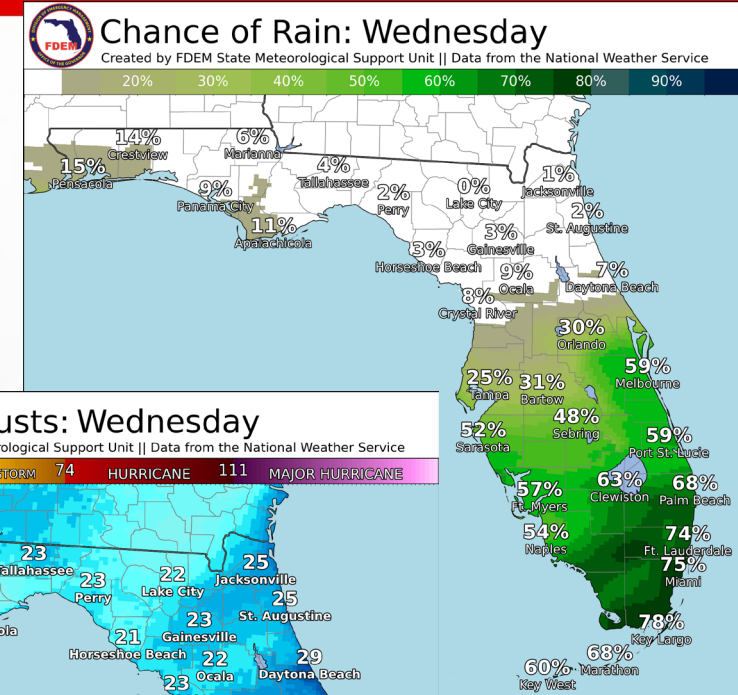 FDEM
Chance of Rain: Wednesday
Created by FDEM State Meteorological Support Unit || Data from the National Weather Service
20% 30% 40% 50% 60% 70% 80% 90%
14%
Crestview
6%
Marianna
15%
Pensacola
4%
Tallahassee
1%
Jacksonville
9%
Panama City
2%
Perry
0%
Lake City
2%
St. Augustine
11%
Apalachicola
3%
Gainesville
3%
Horseshoe Beach
9%
Ocala
7%
Daytona Beach
8%
Crystal River
30%
Orlando
59%
Melbourne
25%
Tampa
31%
Bartow
48%
Sebring
52%
Sarasota
59%
Port St. Lucie
57%
Ft. Myers
63%
Clewiston
68%
Palm Beach
54%
Naples
74%
Ft. Lauderdale
75%
Miami
78%
Key Largo
68%
Marathon
60%
Key West
usts: Wednesday
rological Support Unit || Data from the National Weather Service
STORM 74 HURRICANE 111 MAJOR HURRICANE
23
allahassee
23
Perry
22
Lake City
25
Jacksonville
25
St. Augustine
23
Gainesville
ola
21
Horseshoe Beach
22
Ocala
29
Daytona Beach
23